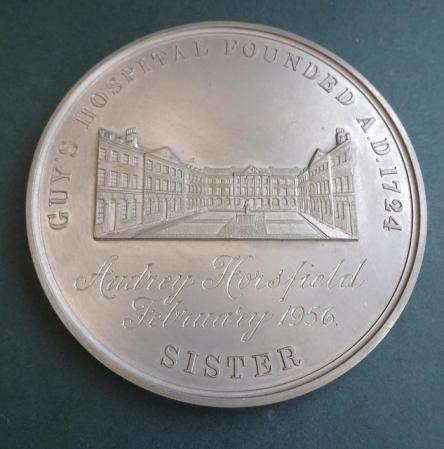 GUY'S HOSPITAL FOUNDED A.D. 1724
Audrey Horsfield
February 1956.
SISTER